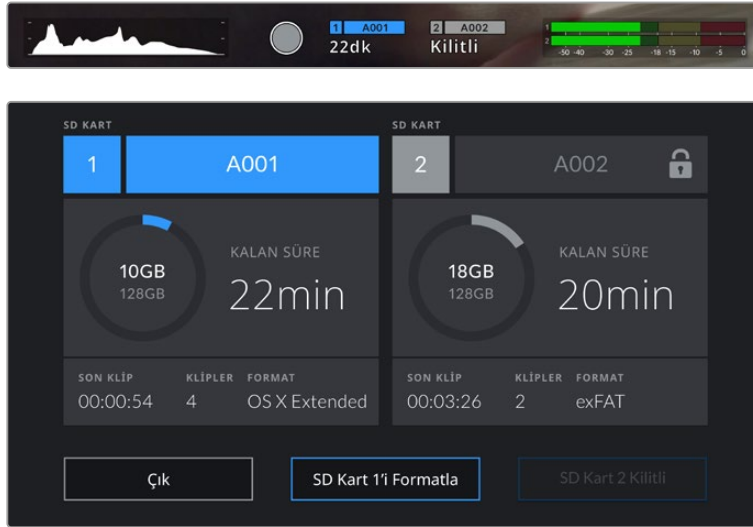 1 A001 2 A002
22dk Kilitli
1
2
-50 -40 -30 -25 -18 -15 -10 -5 0
SD KART SD KART
1 A001 2 A002
KALAN SÜRE KALAN SÜRE
10GB 18GB
128GB 22min 128GB 20min
SON KLİP KLİPLER FORMAT SON KLİP KLİPLER FORMAT
00:00:54 4 OS X Extended 00:03:26 2 exFAT
Çık SD Kart 1'i Formatla SD Kart 2 Kilitli